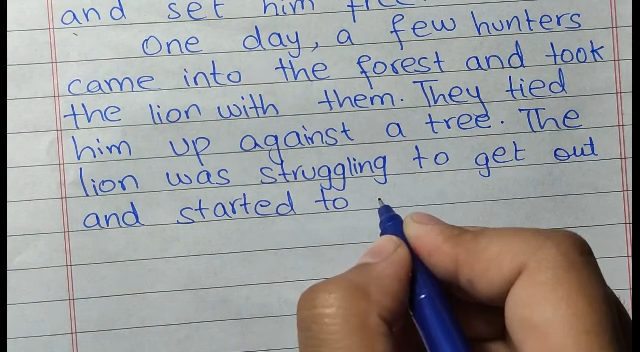 and set him free
One day, a few hunters
came into the forest and took
the lion with them. They tied
him up against a tree. The
lion was struggling to get out
and started to